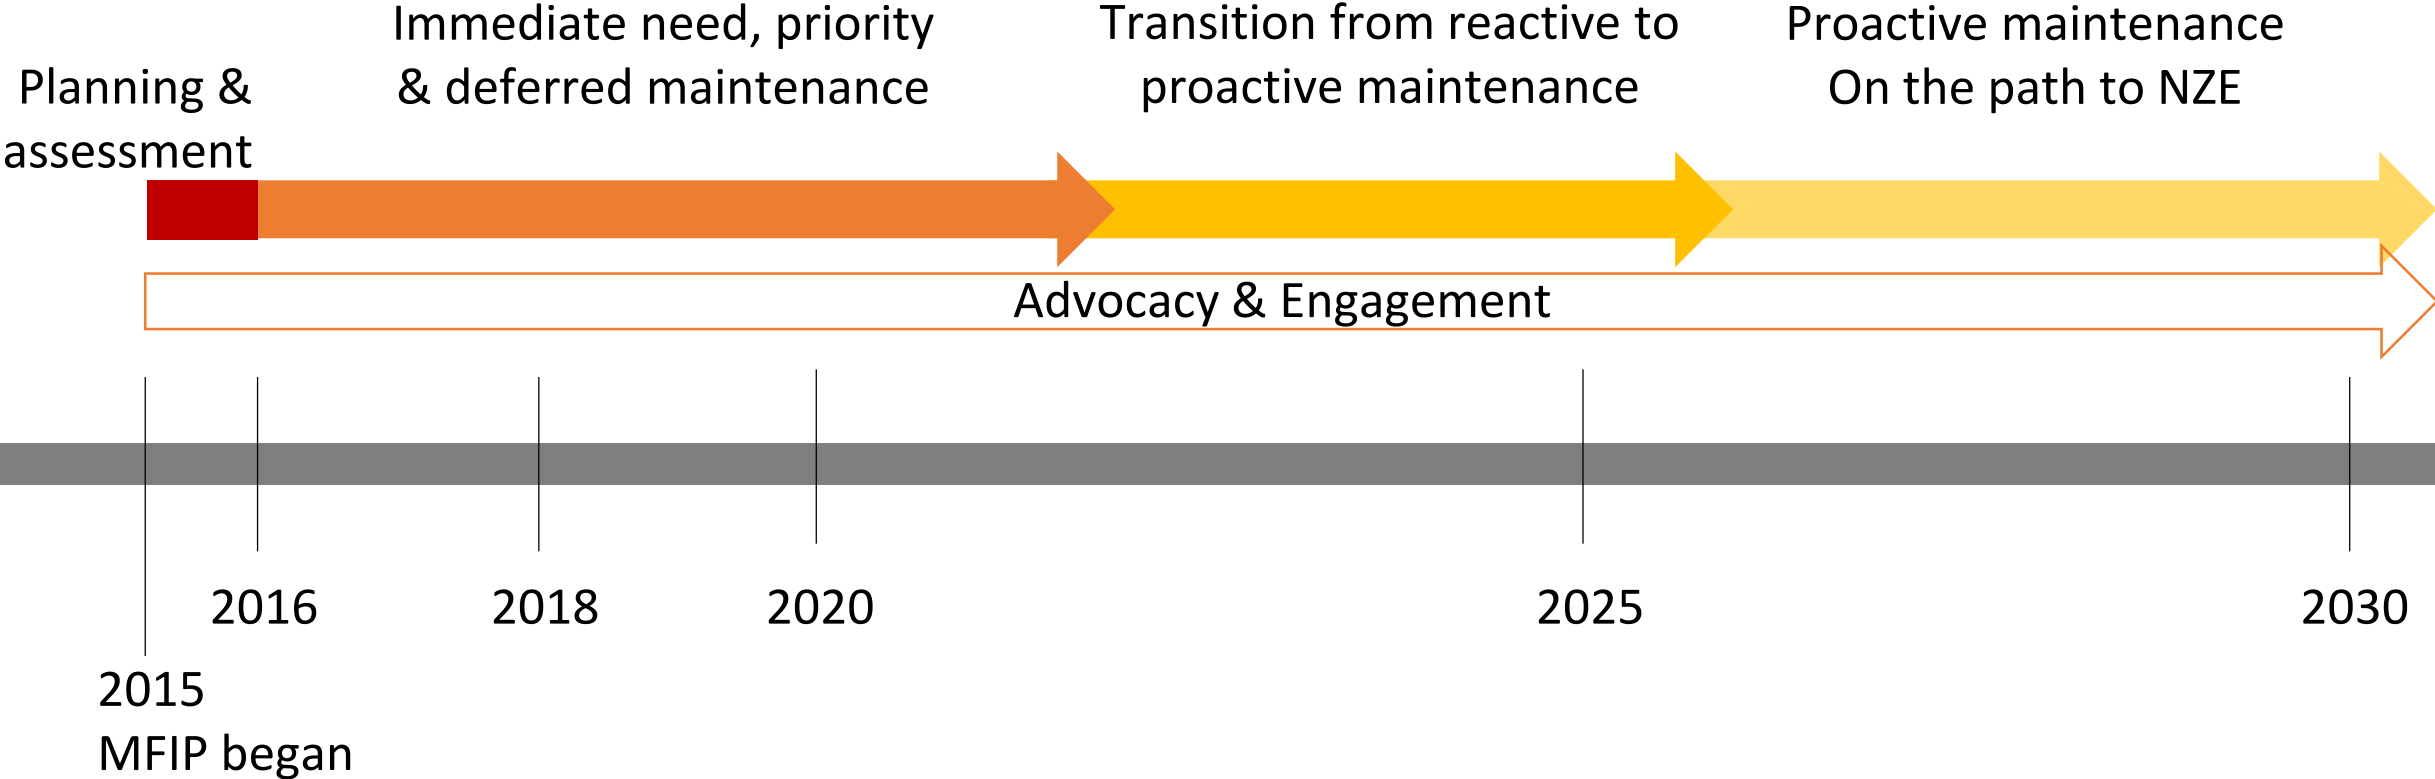 Planning &
assessment
Immediate need, priority
& deferred maintenance
Transition from reactive to
proactive maintenance
Proactive maintenance
On the path to NZE
Advocacy & Engagement
2016
2018
2020
2025
2030
2015
MFIP began